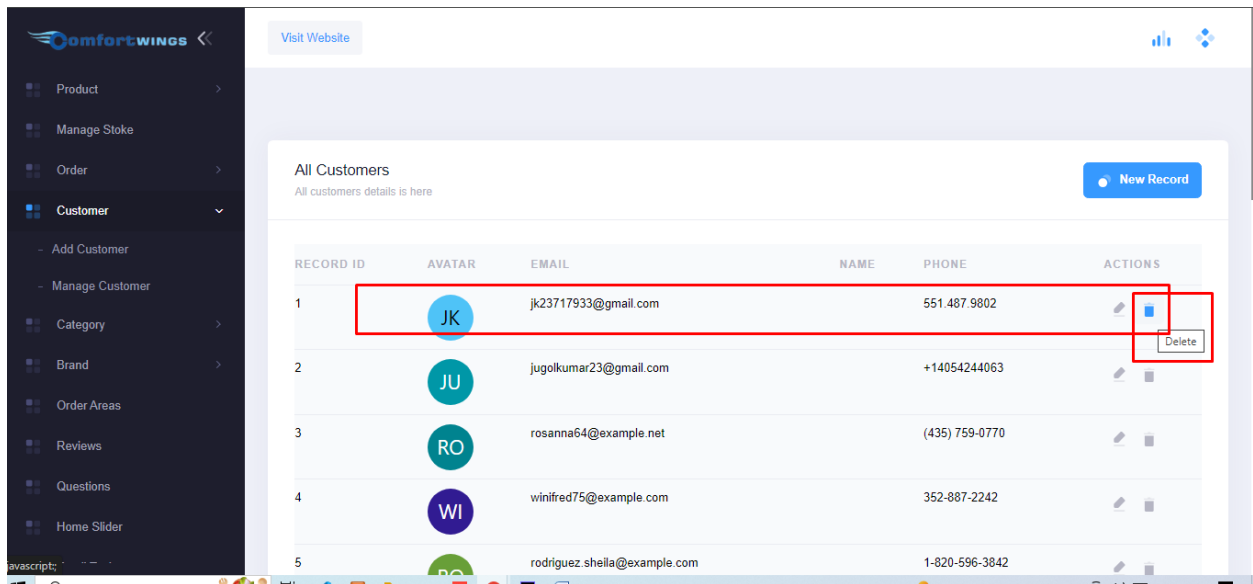 Comfortwings
Visit Website
Product
Manage Stoke
Order
Customer
- Add Customer
- Manage Customer
Category
Brand
Order Areas
Reviews
Questions
Home Slider
javascript:;
All Customers
All customers details is here
New Record
RECORD ID AVATAR EMAIL NAME PHONE ACTIONS
1 JK jk23717933@gmail.com 551.487.9802
Delete
2 JU jugolkumar23@gmail.com +14054244063
3 RO rosanna64@example.net (435) 759-0770
4 WI winifred75@example.com 352-887-2242
5 RO rodriguez.sheila@example.com 1-820-596-3842